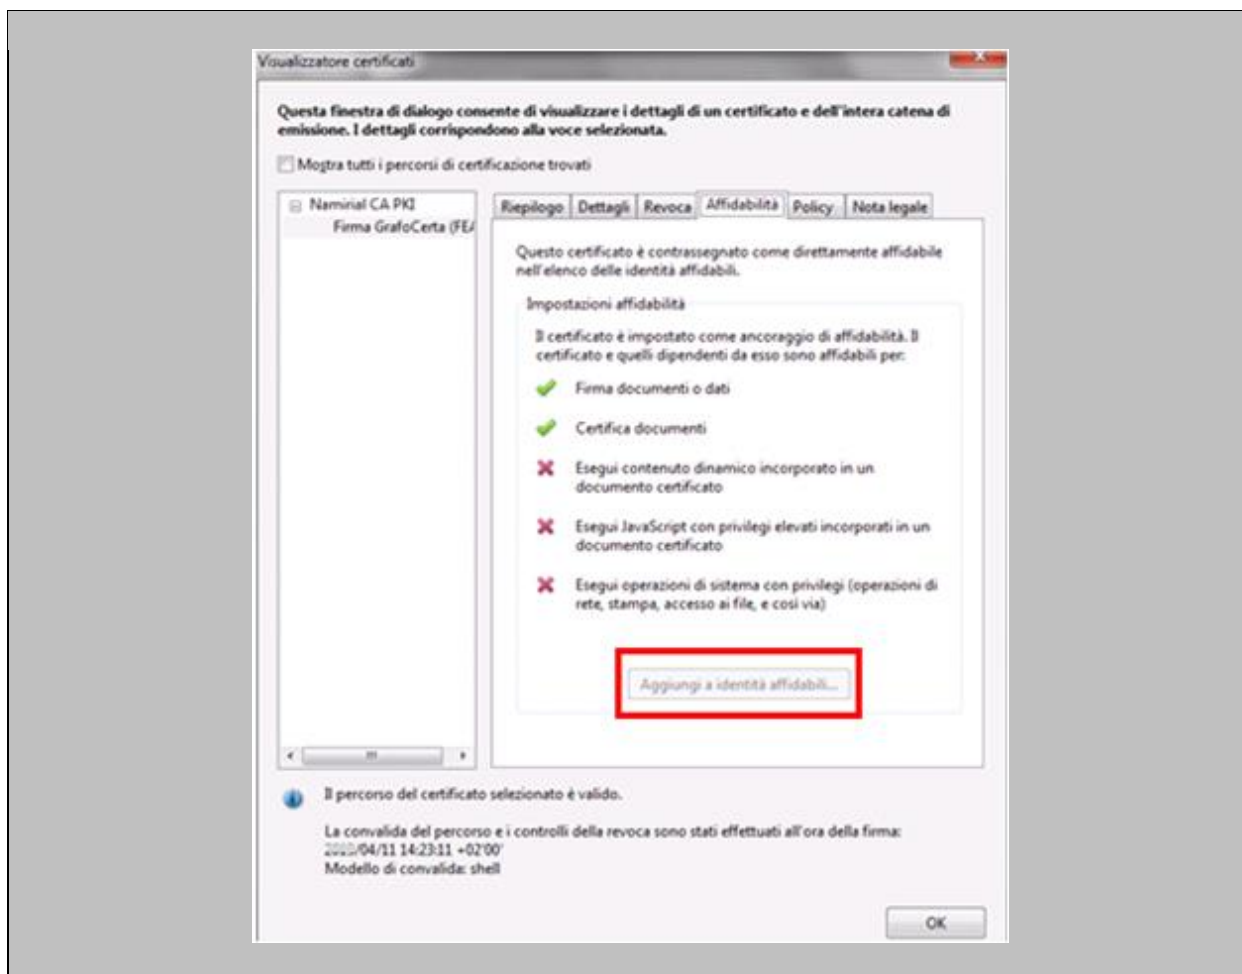 Visualizzatore certificati
Questa finestra di dialogo consente di visualizzare i dettagli di un certificato e dell'intera catena di
emissione. I dettagli corrispondono alla voce selezionata.
Mostra tutti i percorsi di certificazione trovati
Namirial CA PKI
Firma GrafoCerta (FEA
Riepilogo Dettagli Revoca Affidabilità Policy Nota legale
Questo certificato è contrassegnato come direttamente affidabile
nell'elenco delle identità affidabili.
Impostazioni affidabilità
Il certificato è impostato come ancoraggio di affidabilità. Il
certificato e quelli dipendenti da esso sono affidabili per:
Firma documenti o dati
Certifica documenti
Esegui contenuto dinamico incorporato in un
documento certificato
Esegui JavaScript con privilegi elevati incorporati in un
documento certificato
Esegui operazioni di sistema con privilegi (operazioni di
rete, stampa, accesso ai file, e così via)
Aggiungi a identità affidabili...
Il percorso del certificato selezionato è valido.
La convalida del percorso e i controlli della revoca sono stati effettuati all'ora della firma:
/04/11 14:23:11 +02'00'
Modello di convalida: shell
OK